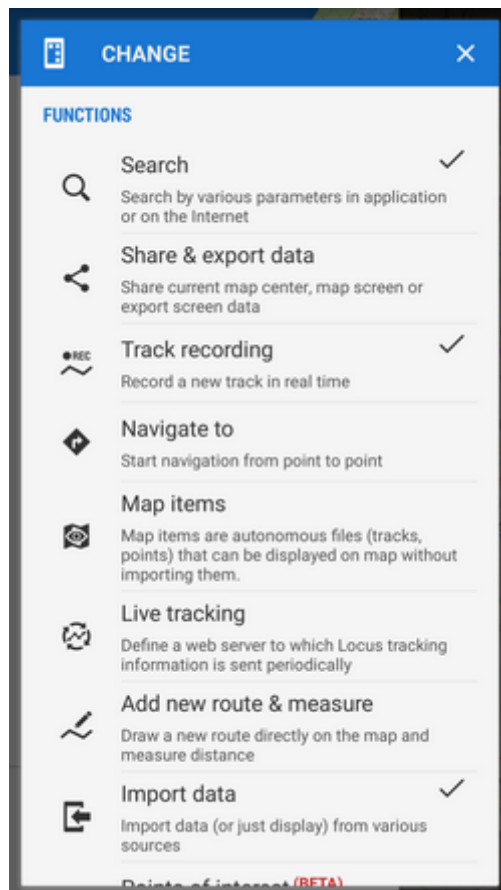 CHANGE
FUNCTIONS
Search
Search by various parameters in application
or on the Internet
Share & export data
Share current map center, map screen or
export screen data
REC
Track recording
Record a new track in real time
Navigate to
Start navigation from point to point
Map items
Map items are autonomous files (tracks,
points) that can be displayed on map without
importing them.
Live tracking
Define a web server to which Locus tracking
information is sent periodically
Add new route & measure
Draw a new route directly on the map and
measure distance
Import data
Import data (or just display) from various
sources
Points of interest (BETA)